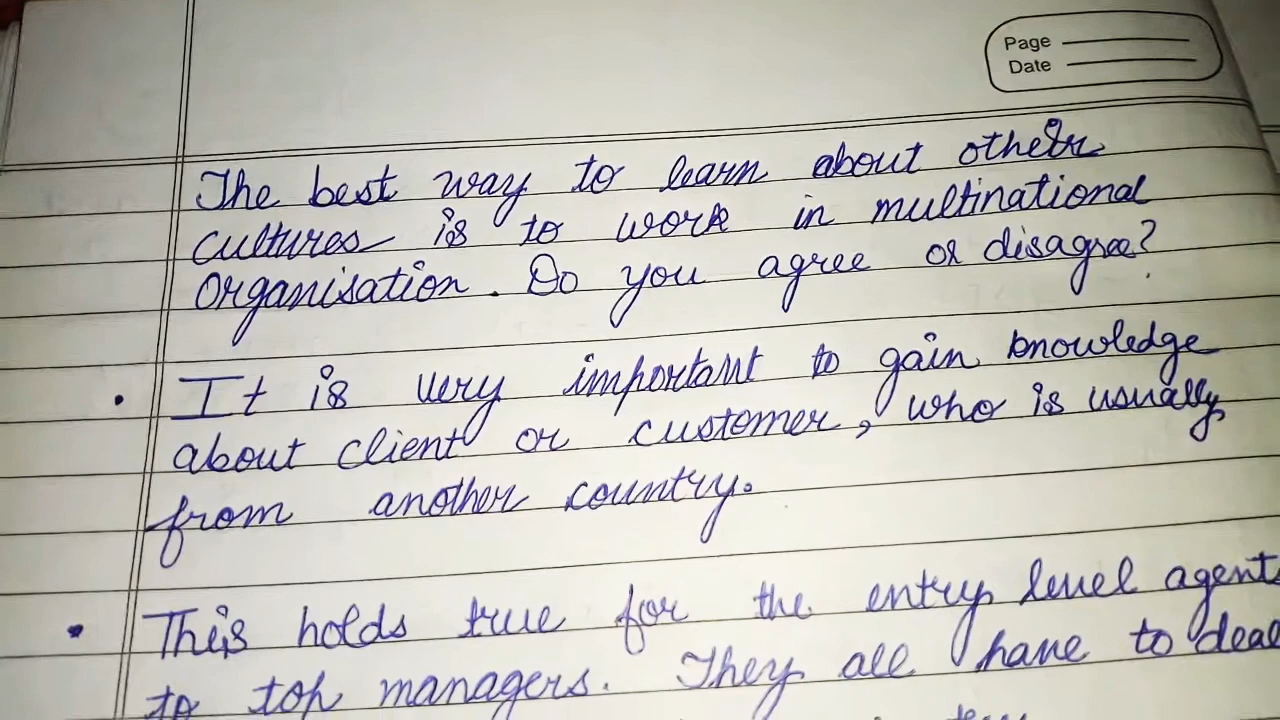 Page
Date
The best way to learn about other
cultures is to work in multinational
organisation. Do you agree or disagree?
. It is very important to gain knowledge
about client or customer, who is usually
from another country.
. This holds true for the entry level agent
to top managers. They all have to deal